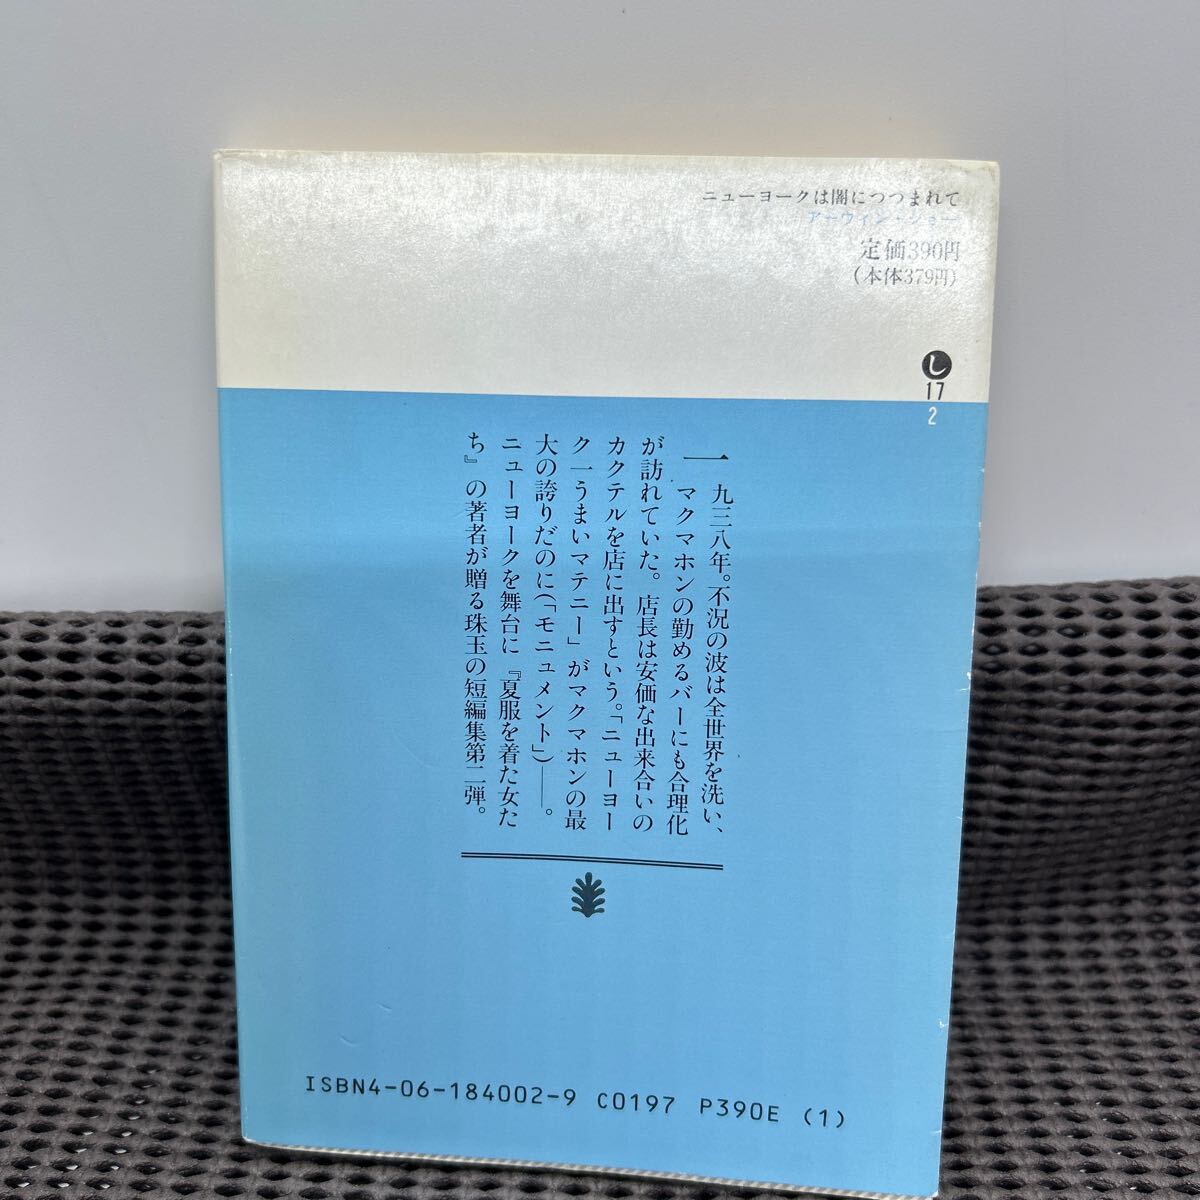 ニューヨークは闇につつまれて
アーウィン・ショー
定価390円
(本体379円)
し
17
2
一九三八年。不況の波は全世界を洗い、
マクマホンの勤めるバーにも合理化
が訪れていた。店長は安価な出来合いの
カクテルを店に出すという。「ニューヨー
ク一うまいマテニー」がマクマホンの最
大の誇りだのに(「モニュメント」)――。
ニューヨークを舞台に『夏服を着た女た
ち』の著者が贈る珠玉の短編集第二弾。
ISBN4-06-184002-9 C0197 P390E (1)